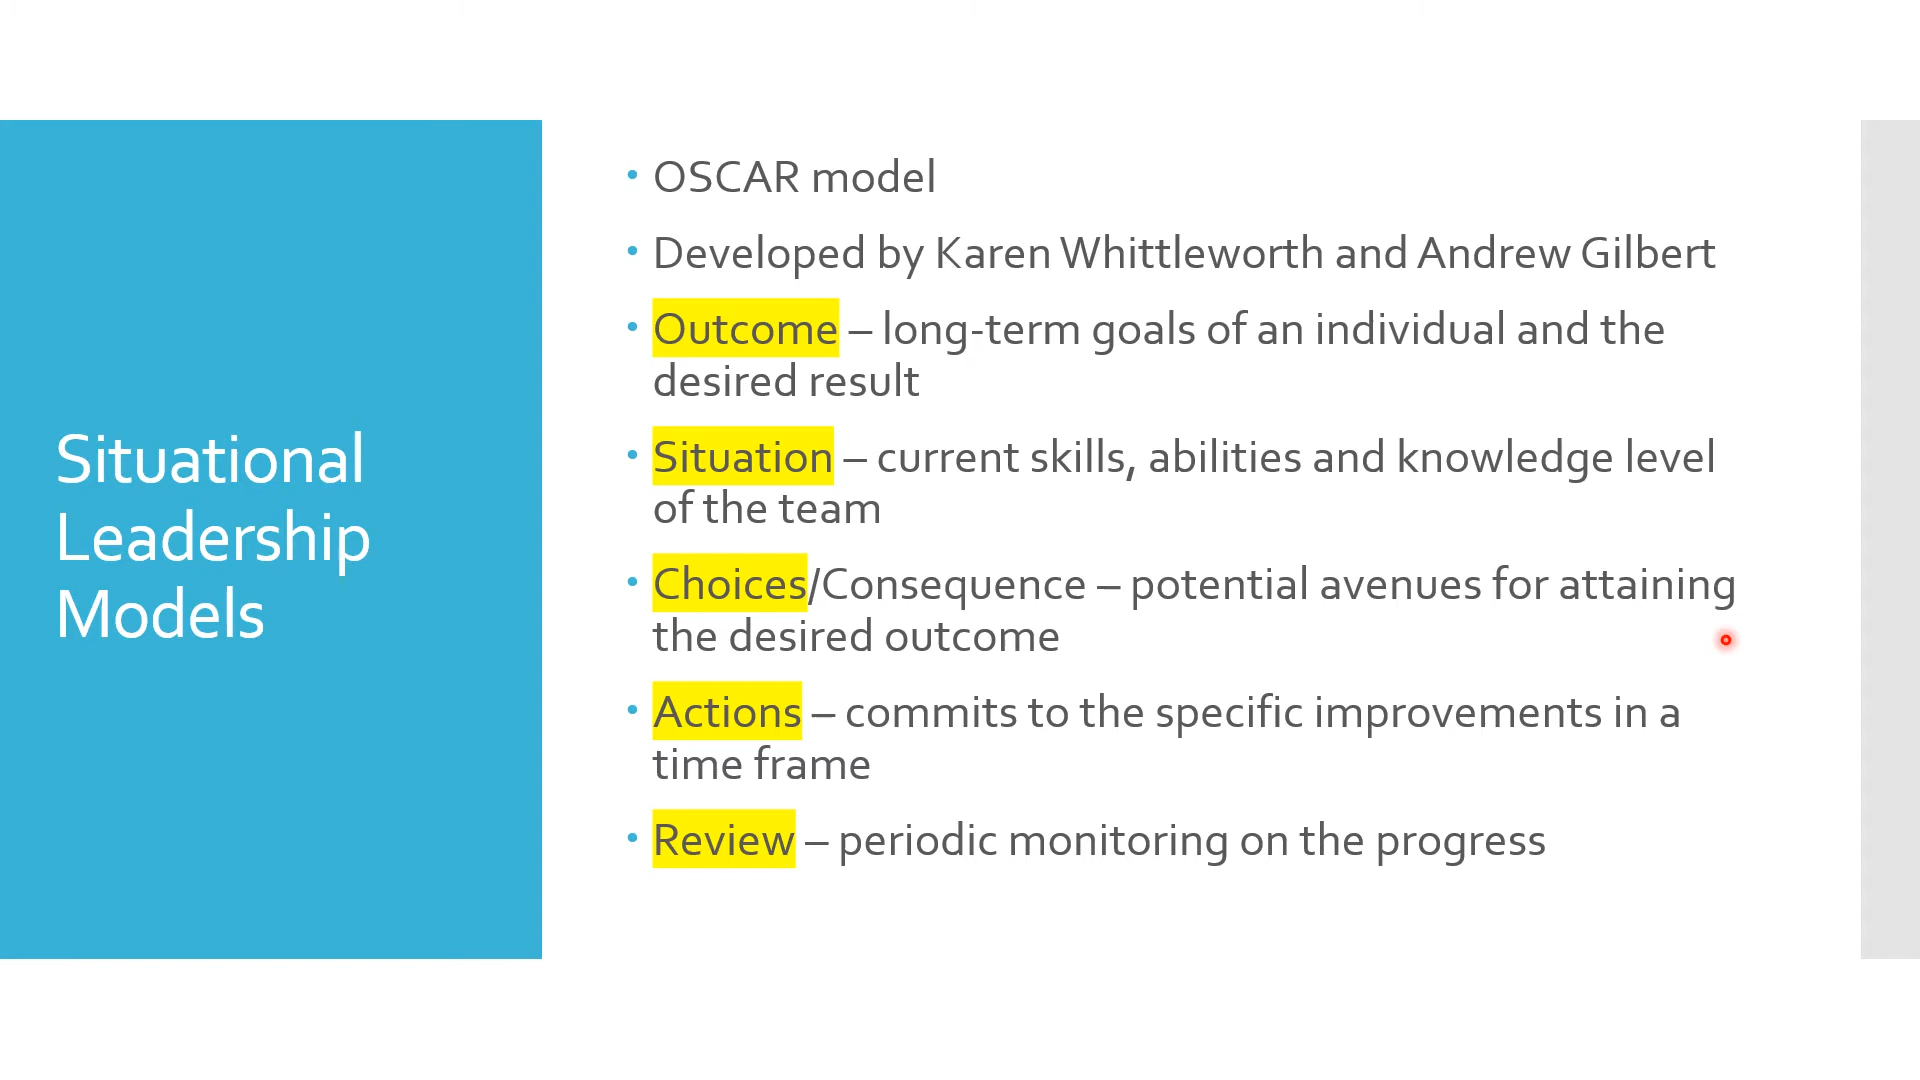 Situational
Leadership
Models
• OSCAR model
• Developed by Karen Whittleworth and Andrew Gilbert
• Outcome – long-term goals of an individual and the
desired result
• Situation – current skills, abilities and knowledge level
of the team
• Choices/Consequence – potential avenues for attaining
the desired outcome
• Actions – commits to the specific improvements in a
time frame
• Review – periodic monitoring on the progress